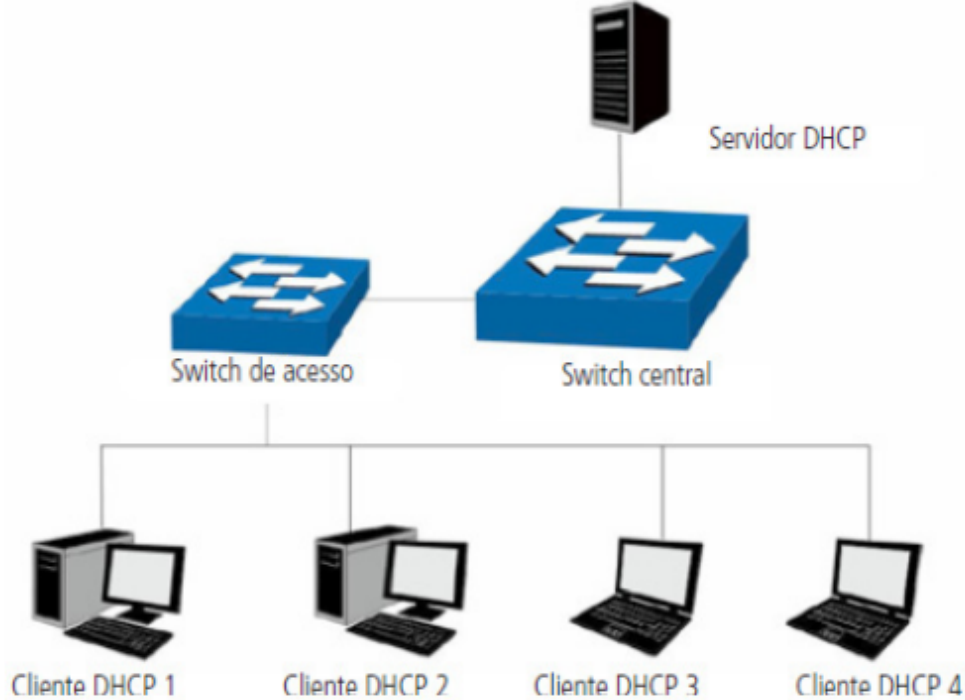 Servidor DHCP
Switch de acesso
Switch central
Cliente DHCP 1
Cliente DHCP 2
Cliente DHCP 3
Cliente DHCP 4